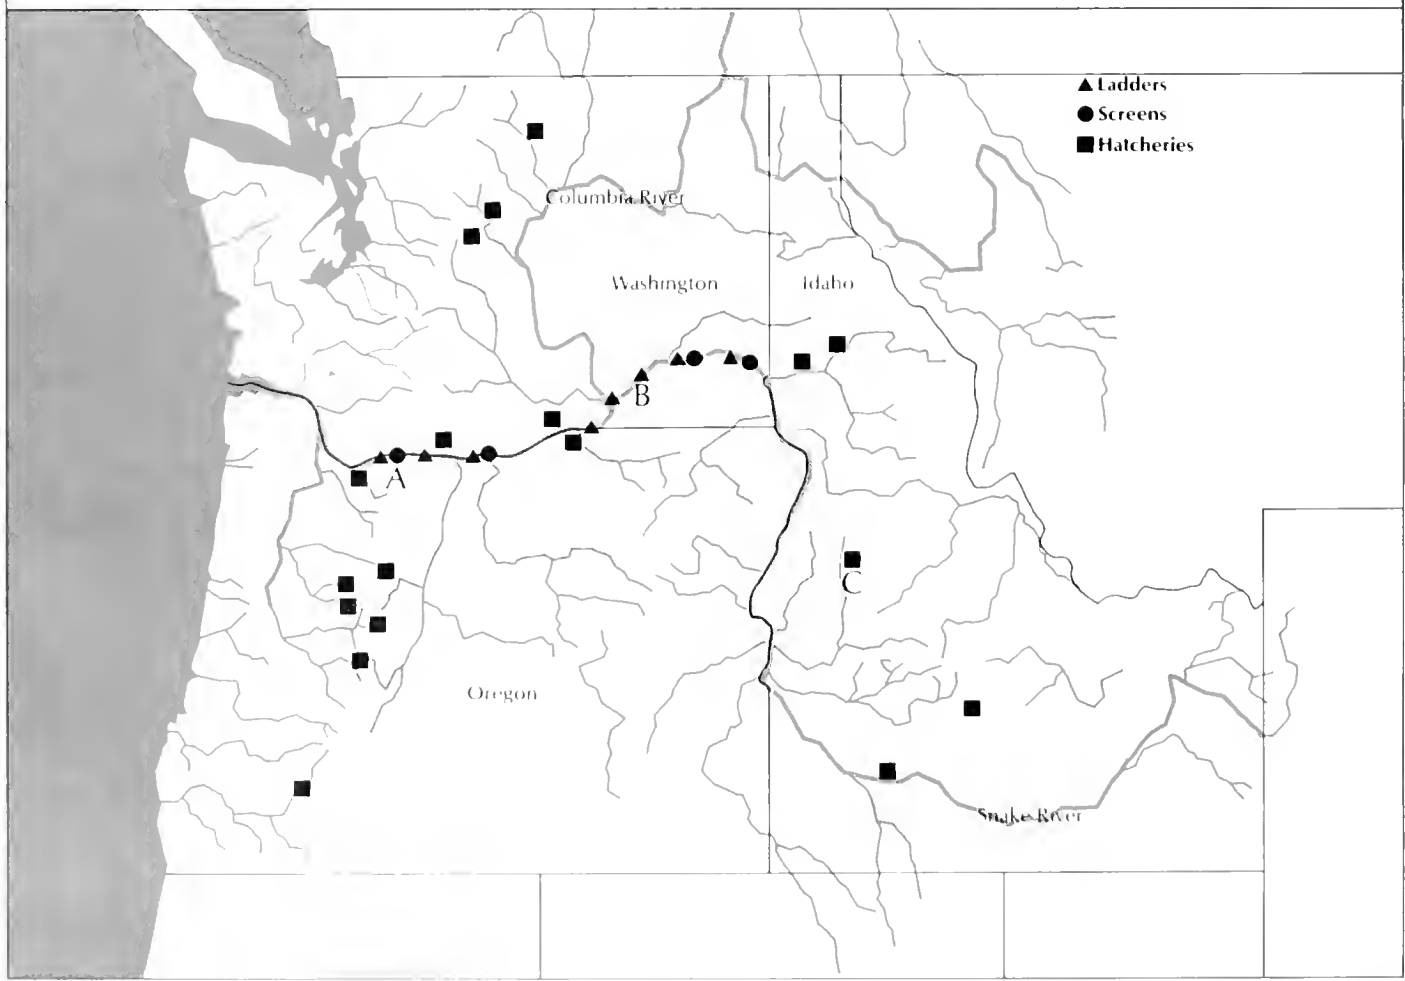 Ladders
Screens
Hatcheries
Columbia River
Washington
Idaho
B
A
C
Oregon
Snake River